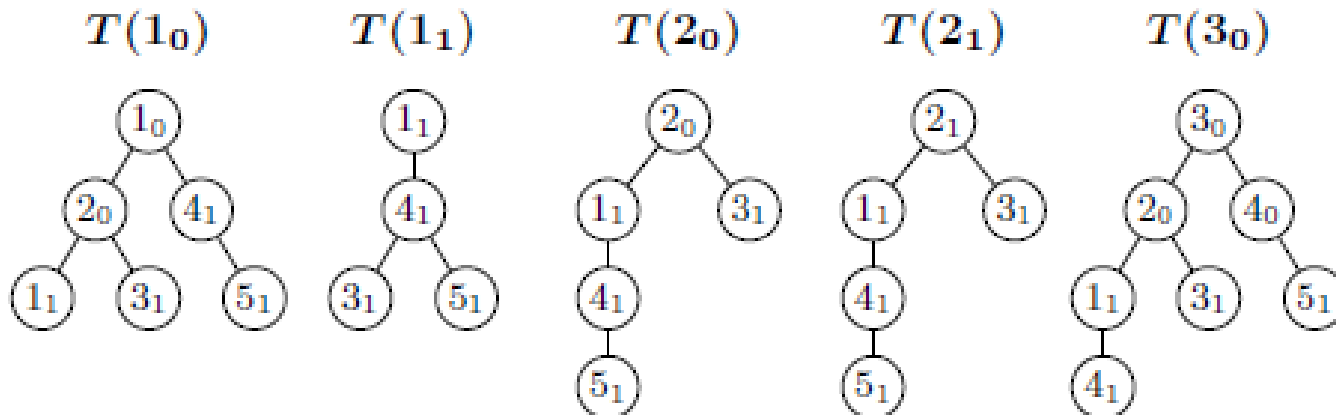 T(1₀) T(1₁) T(2₀) T(2₁) T(3₀)
1₀ 1₁ 2₀ 2₁ 3₀
2₀ 4₁ 4₁ 1₁ 3₁ 1₁ 3₁ 2₀ 4₀
1₁ 3₁ 5₁ 3₁ 5₁ 4₁ 4₁ 1₁ 3₁ 5₁
5₁ 5₁ 4₁